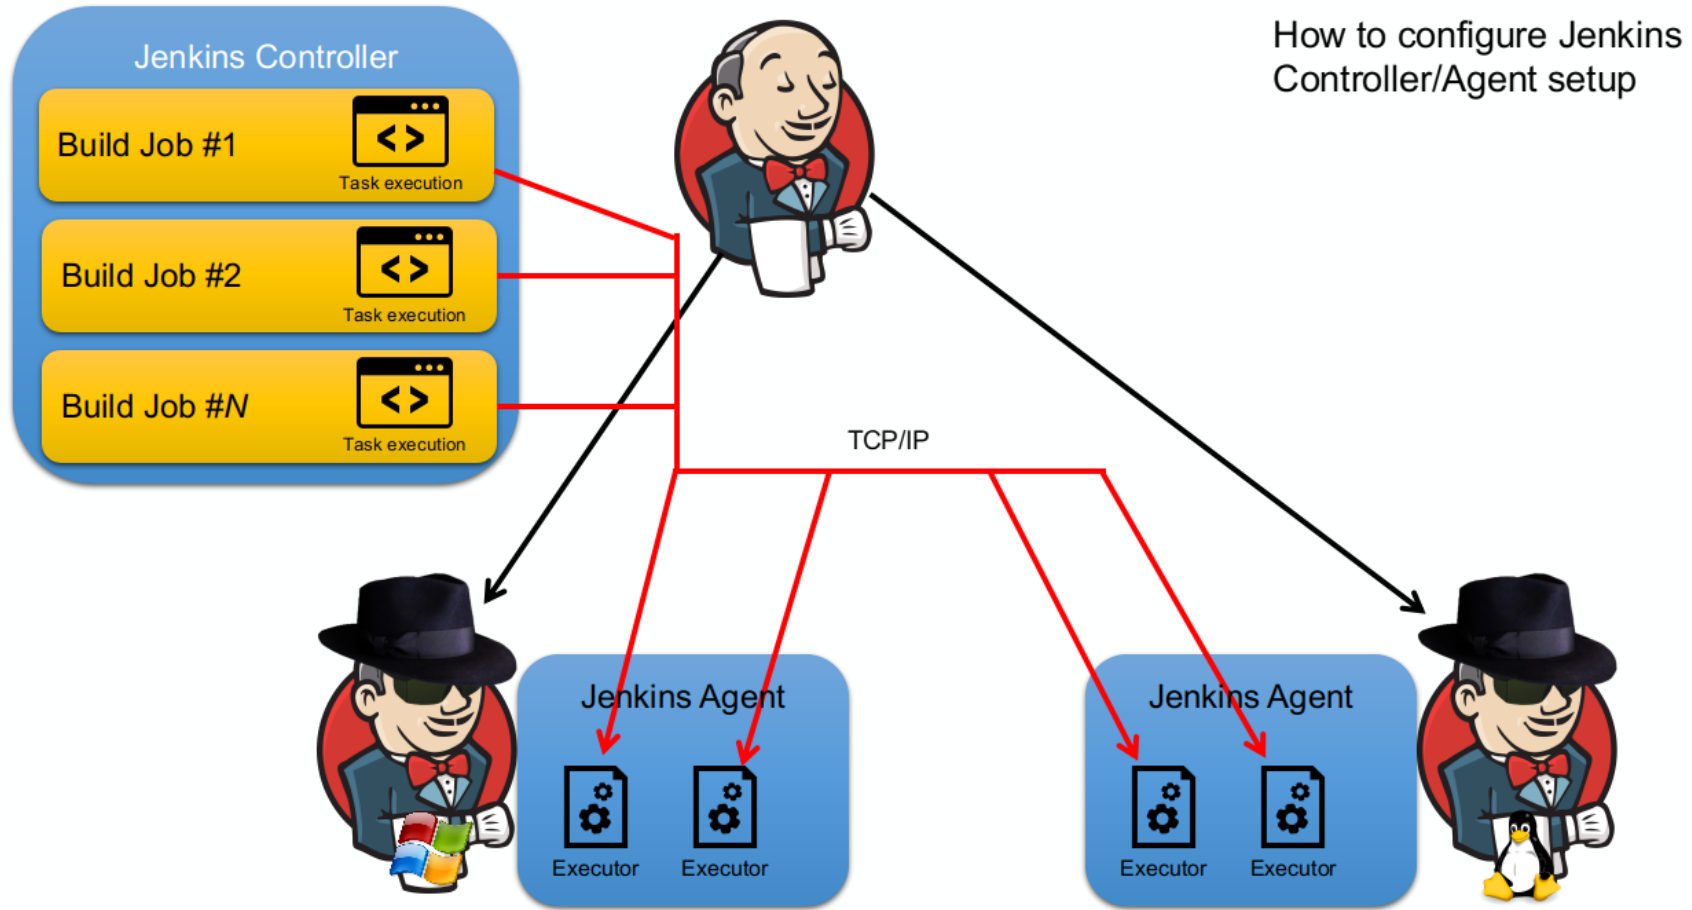 How to configure Jenkins
Controller/Agent setup
Jenkins Controller
Build Job #1
Task execution
Build Job #2
Task execution
Build Job #N
Task execution
TCP/IP
Jenkins Agent
Executor
Executor
Jenkins Agent
Executor
Executor